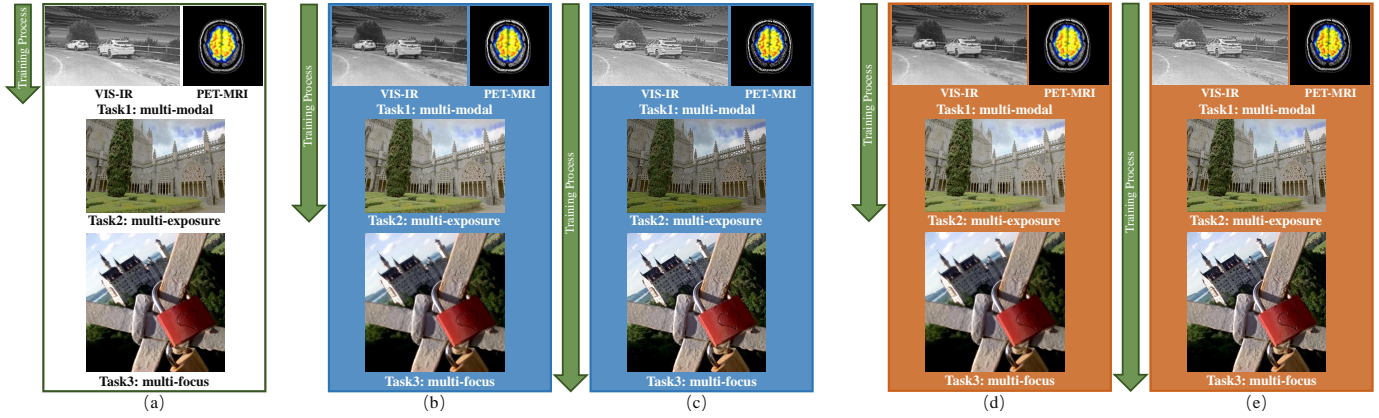 Training Process
VIS-IR PET-MRI
Task1: multi-modal
Task2: multi-exposure
Task3: multi-focus
(a)
Training Process
VIS-IR PET-MRI
Task1: multi-modal
Task2: multi-exposure
Task3: multi-focus
(b)
Training Process
VIS-IR PET-MRI
Task1: multi-modal
Task2: multi-exposure
Task3: multi-focus
(c)
Training Process
VIS-IR PET-MRI
Task1: multi-modal
Task2: multi-exposure
Task3: multi-focus
(d)
Training Process
VIS-IR PET-MRI
Task1: multi-modal
Task2: multi-exposure
Task3: multi-focus
(e)